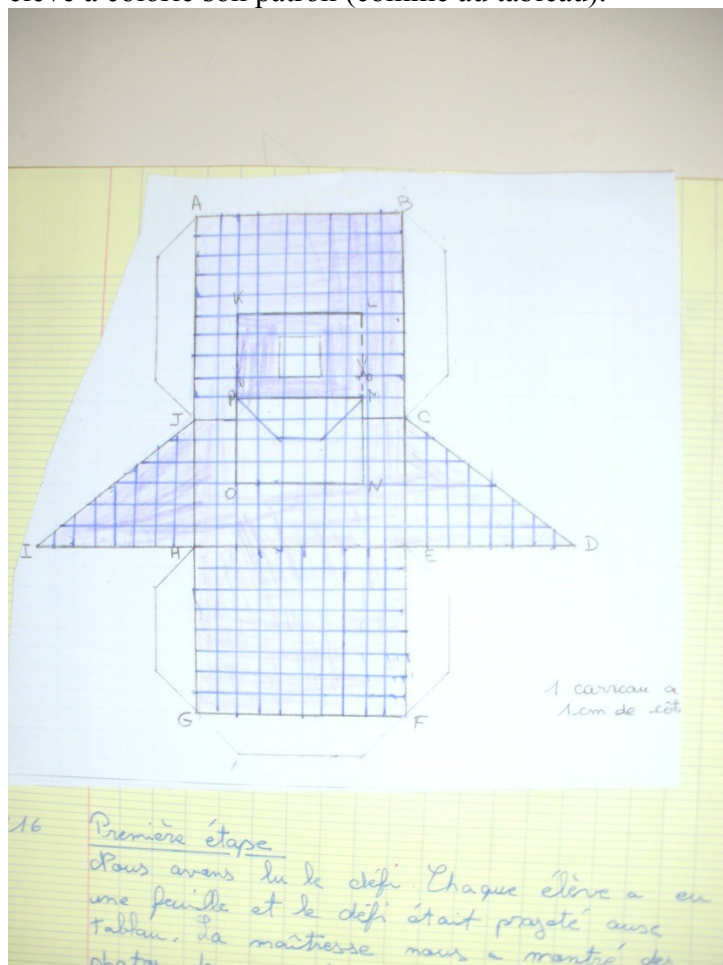 élève a colorié son patron (comme au tableau).
A B
K L
P M
J C
O N
I H E D
1 carreau a
1 cm de côt
G F
16 Première étape
Nous avons lu le défi. Chaque élève a eu
une feuille et le défi était projeté au
tableau. La maîtresse nous a montré des